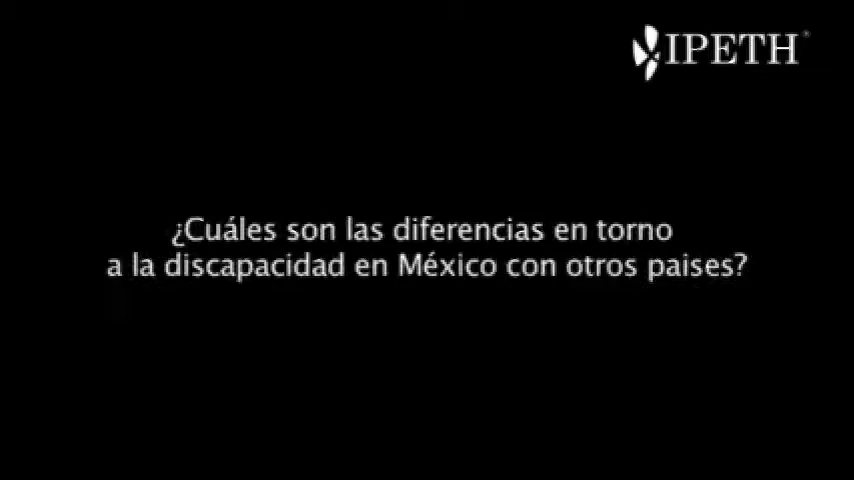 IPETH®
¿Cuáles son las diferencias en torno
a la discapacidad en México con otros paises?